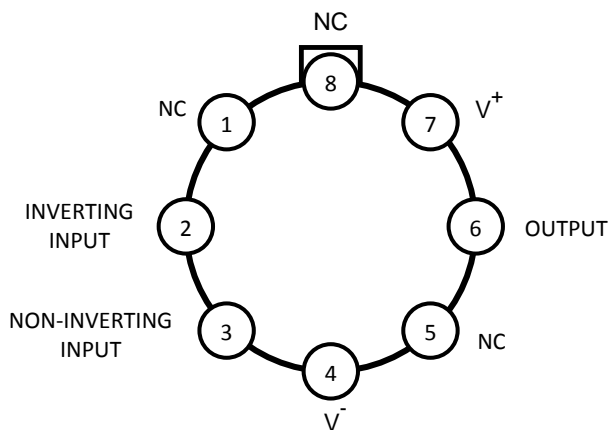 NC
8
NC
1
7
V+
INVERTING
INPUT
2
6
OUTPUT
NON-INVERTING
INPUT
3
5
NC
4
V-